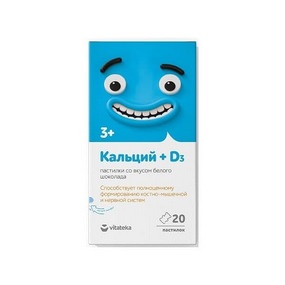 3+
Кальций + D3
пастилки со вкусом белого
шоколада
Способствует полноценному
формированию костно-мышечной
и нервной систем
vitateka
20
пастилок